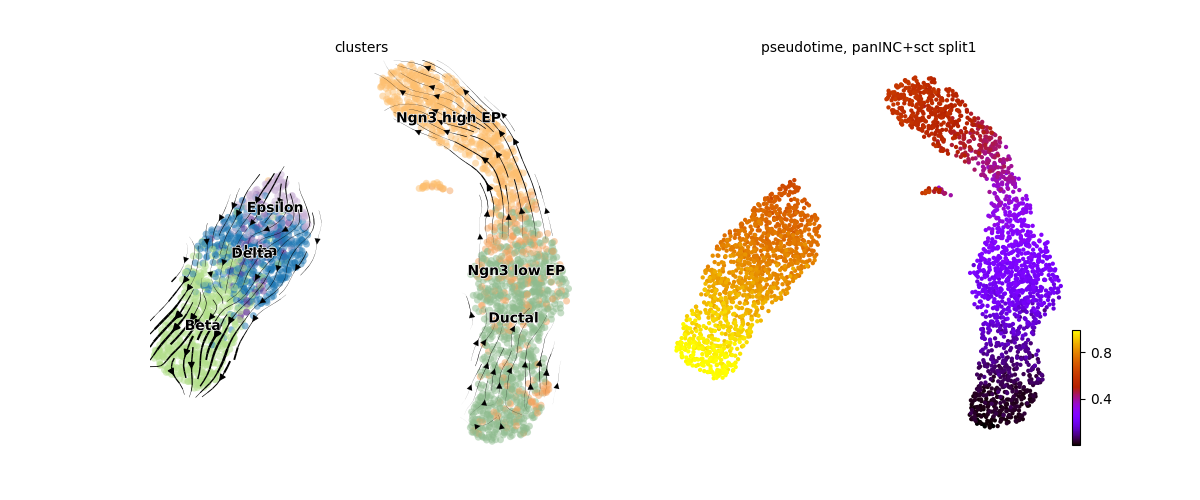 clusters
pseudotime, panINC+sct split1
Ngn3 high EP
Epsilon
Delta
Ngn3 low EP
Ductal
Beta
0.8
0.4